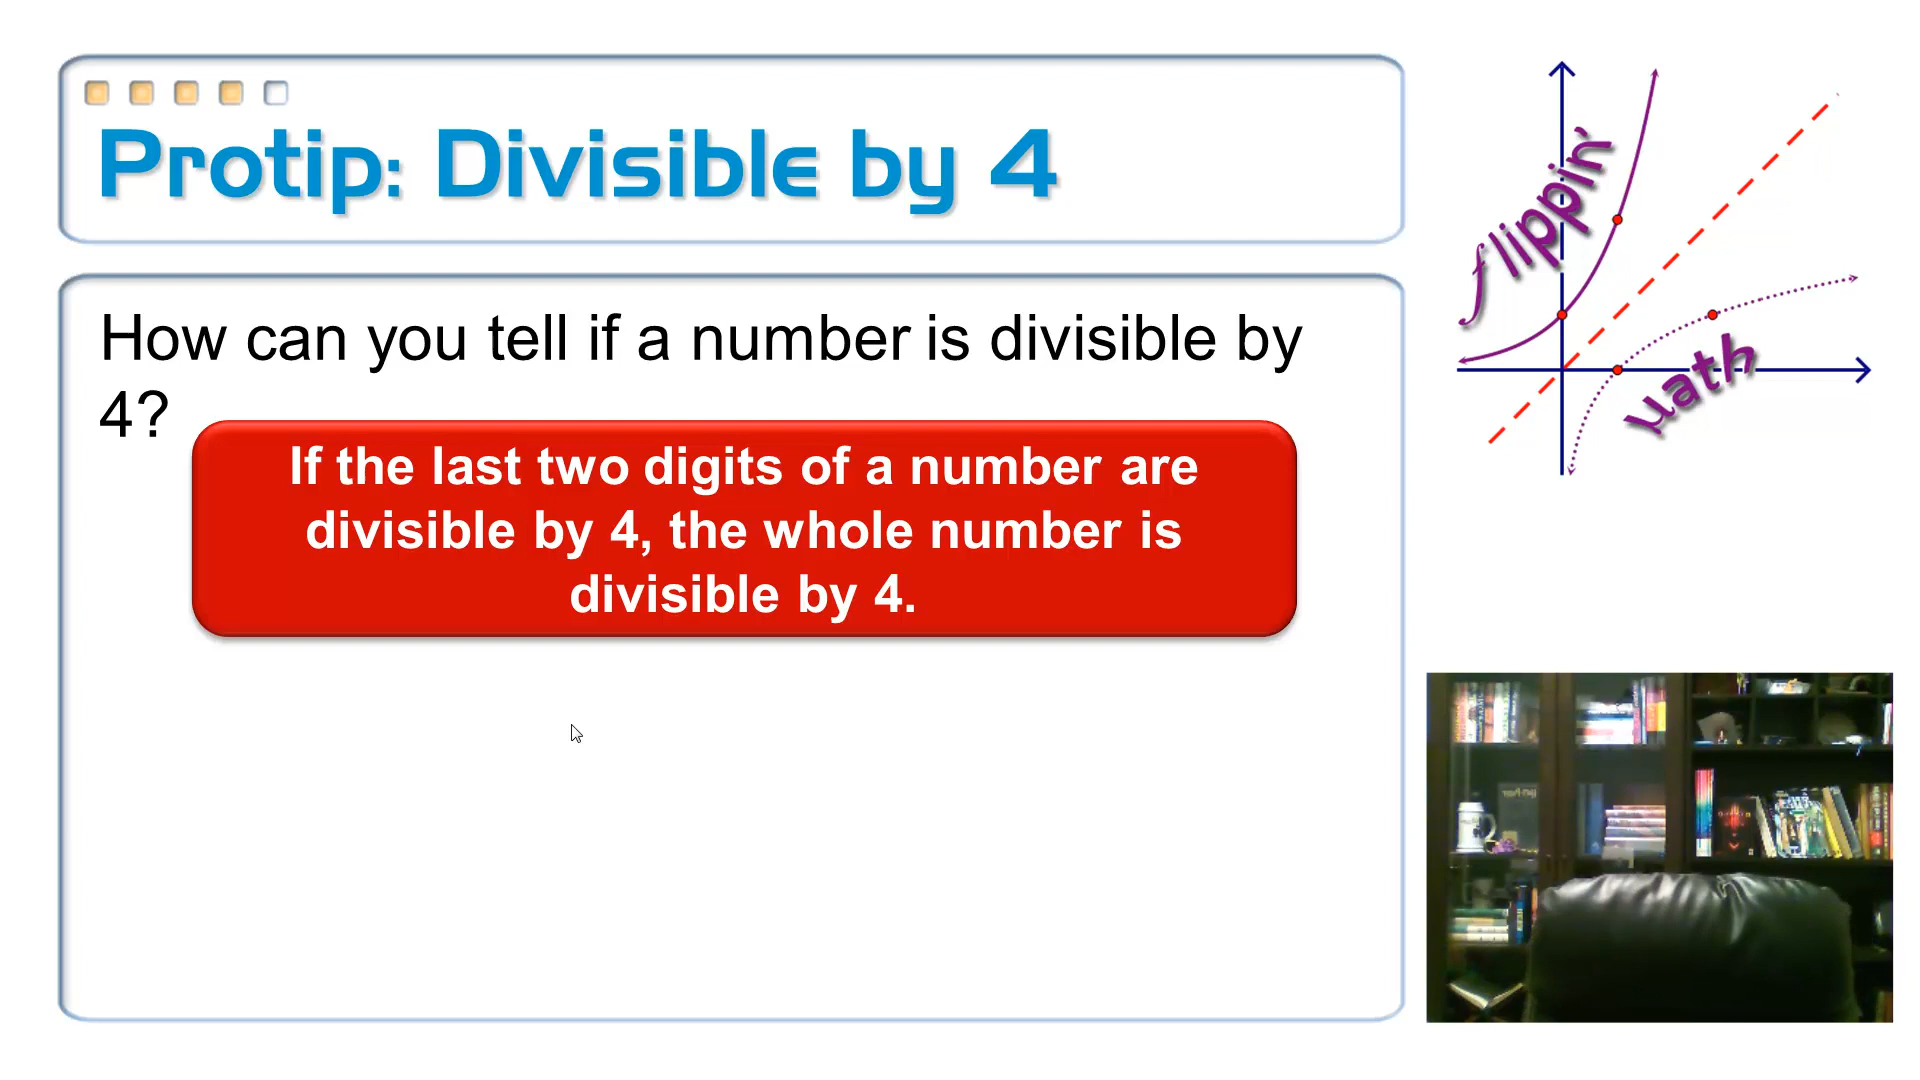 Protip: Divisible by 4
How can you tell if a number is divisible by
4?
If the last two digits of a number are
divisible by 4, the whole number is
divisible by 4.
flippin'
math